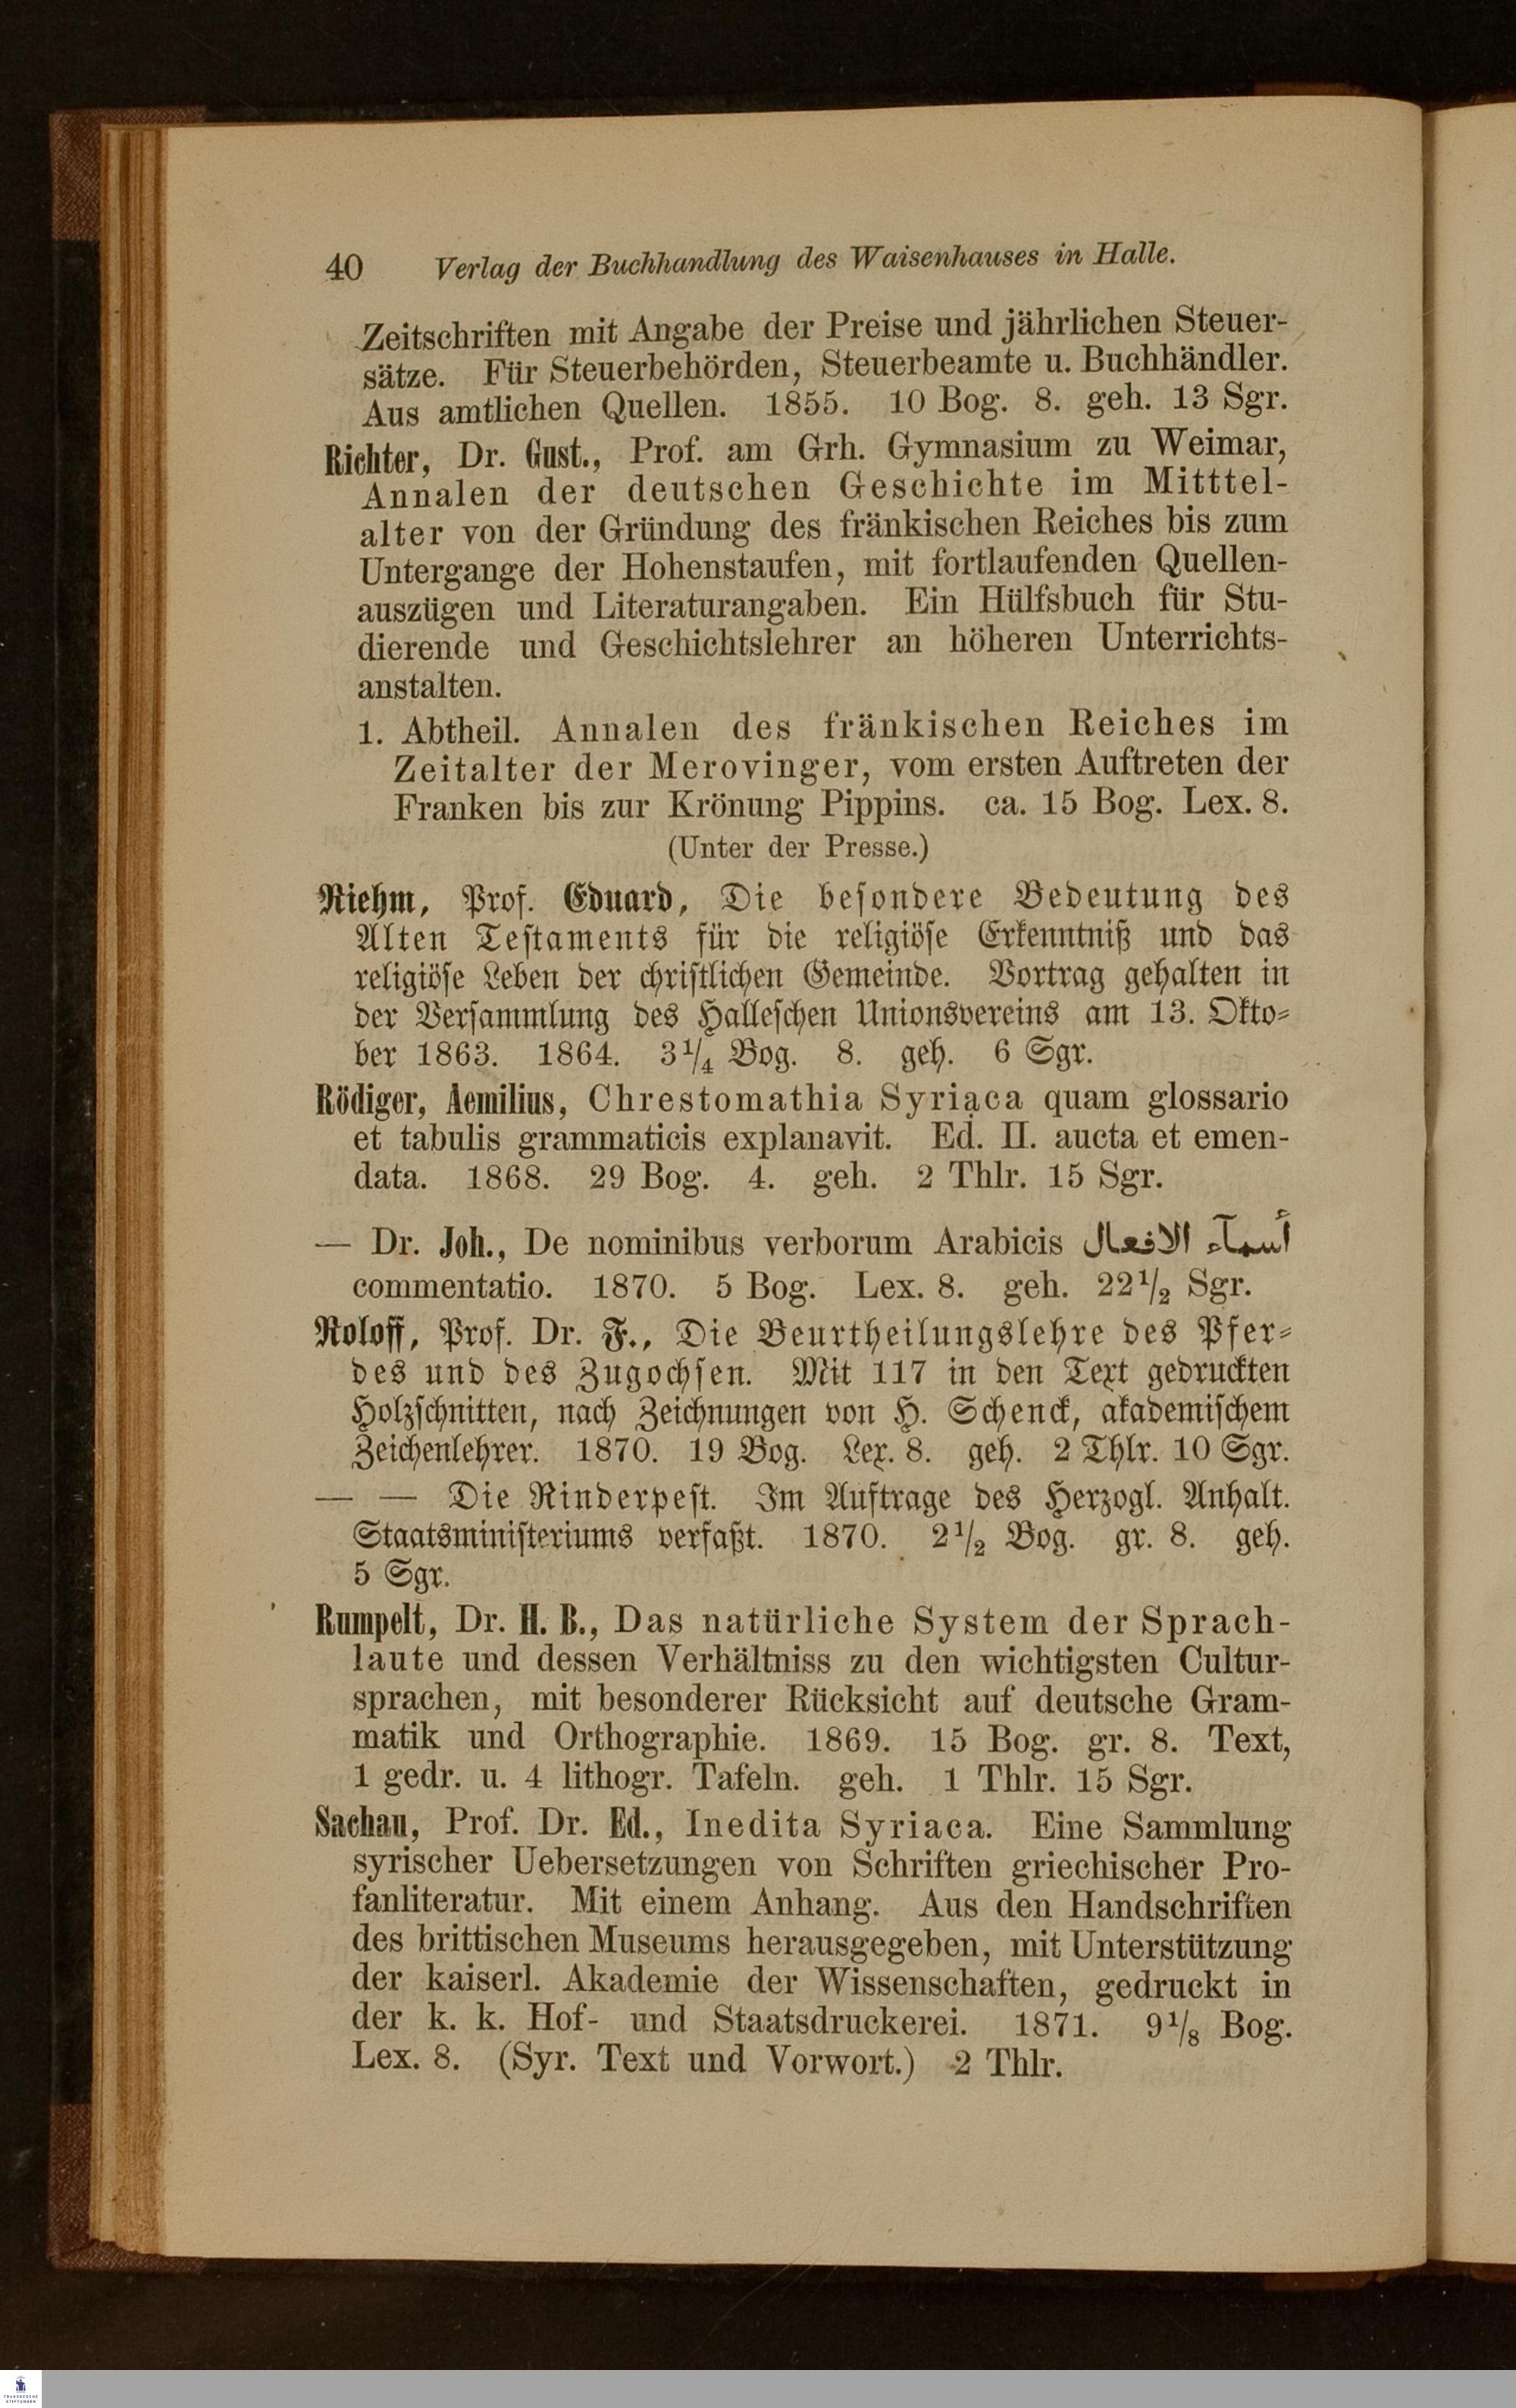 40 Verlag der Buchhandlung des Waisenhauses in Halle.
Zeitschriften mit Angabe der Preise und jährlichen Steuer-
sätze. Für Steuerbehörden, Steuerbeamte u. Buchhändler.
Aus amtlichen Quellen. 1855. 10 Bog. 8. geh. 13 Sgr.
Richter, Dr. Gust., Prof. am Grh. Gymnasium zu Weimar,
Annalen der deutschen Geschichte im Mitttel-
alter von der Gründung des fränkischen Reiches bis zum
Untergange der Hohenstaufen, mit fortlaufenden Quellen-
auszügen und Literaturangaben. Ein Hülfsbuch für Stu-
dierende und Geschichtslehrer an höheren Unterrichts-
anstalten.
1. Abtheil. Annalen des fränkischen Reiches im
Zeitalter der Merovinger, vom ersten Auftreten der
Franken bis zur Krönung Pippins. ca. 15 Bog. Lex. 8.
(Unter der Presse.)
Riehm, Prof. Eduard, Die beſondere Bedeutung des
Alten Teſtaments für die religiöſe Erkenntniß und das
religiöſe Leben der chriſtlichen Gemeinde. Vortrag gehalten in
der Verſammlung des Halleſchen Unionsvereins am 13. Okto-
ber 1863. 1864. 3¼ Bog. 8. geh. 6 Sgr.
Rödiger, Aemilius, Chrestomathia Syriaca quam glossario
et tabulis grammaticis explanavit. Ed. II. aucta et emen-
data. 1868. 29 Bog. 4. geh. 2 Thlr. 15 Sgr.
— Dr. Joh., De nominibus verborum Arabicis أسمآء الافعال
commentatio. 1870. 5 Bog. Lex. 8. geh. 22½ Sgr.
Roloff, Prof. Dr. F., Die Beurtheilungslehre des Pfer-
des und des Zugochſen. Mit 117 in den Text gedruckten
Holzſchnitten, nach Zeichnungen von H. Schenck, akademiſchem
Zeichenlehrer. 1870. 19 Bog. Lex. 8. geh. 2 Thlr. 10 Sgr.
— — Die Rinderpeſt. Im Auftrage des Herzogl. Anhalt.
Staatsminiſteriums verfaßt. 1870. 2½ Bog. gr. 8. geh.
5 Sgr.
Rumpelt, Dr. H. B., Das natürliche System der Sprach-
laute und dessen Verhältniss zu den wichtigsten Cultur-
sprachen, mit besonderer Rücksicht auf deutsche Gram-
matik und Orthographie. 1869. 15 Bog. gr. 8. Text,
1 gedr. u. 4 lithogr. Tafeln. geh. 1 Thlr. 15 Sgr.
Sachau, Prof. Dr. Ed., Inedita Syriaca. Eine Sammlung
syrischer Uebersetzungen von Schriften griechischer Pro-
fanliteratur. Mit einem Anhang. Aus den Handschriften
des brittischen Museums herausgegeben, mit Unterstützung
der kaiserl. Akademie der Wissenschaften, gedruckt in
der k. k. Hof- und Staatsdruckerei. 1871. 9⅛ Bog.
Lex. 8. (Syr. Text und Vorwort.) 2 Thlr.
FRANCKESCHE
STIFTUNGEN